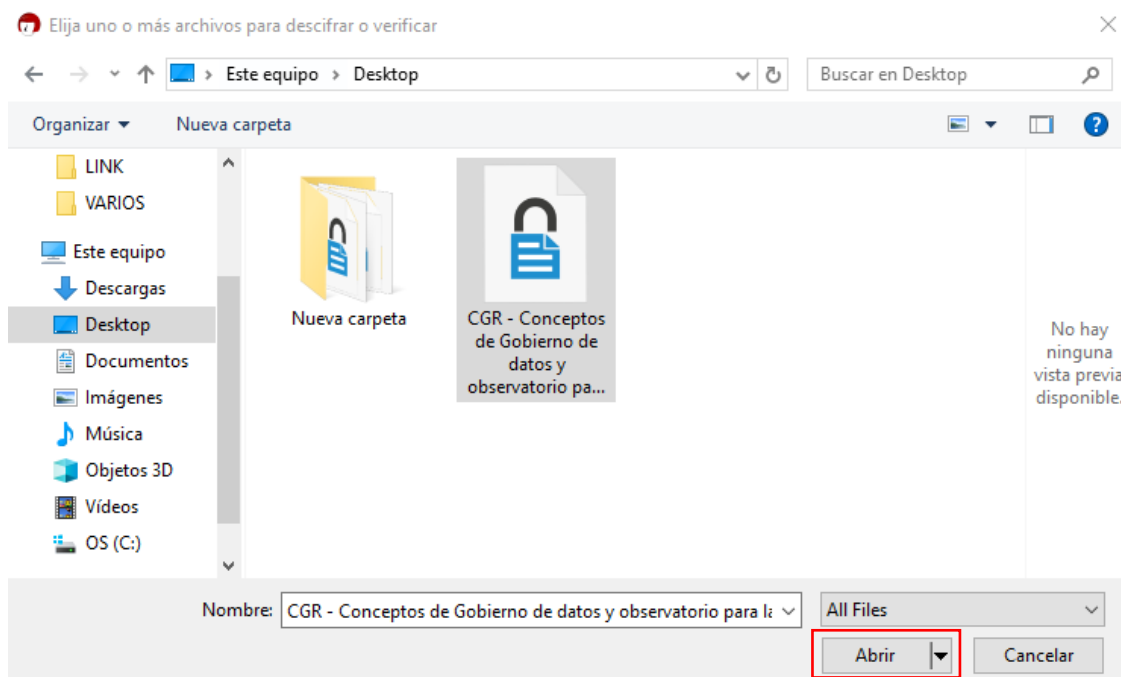 Elija uno o más archivos para descifrar o verificar
Este equipo > Desktop
Buscar en Desktop
Organizar
Nueva carpeta
LINK
VARIOS
Este equipo
Descargas
Desktop
Documentos
Imágenes
Música
Objetos 3D
Vídeos
OS (C:)
Nueva carpeta
CGR - Conceptos
de Gobierno de
datos y
observatorio pa...
No hay
ninguna
vista previa
disponible.
Nombre:
CGR - Conceptos de Gobierno de datos y observatorio para la
All Files
Abrir
Cancelar